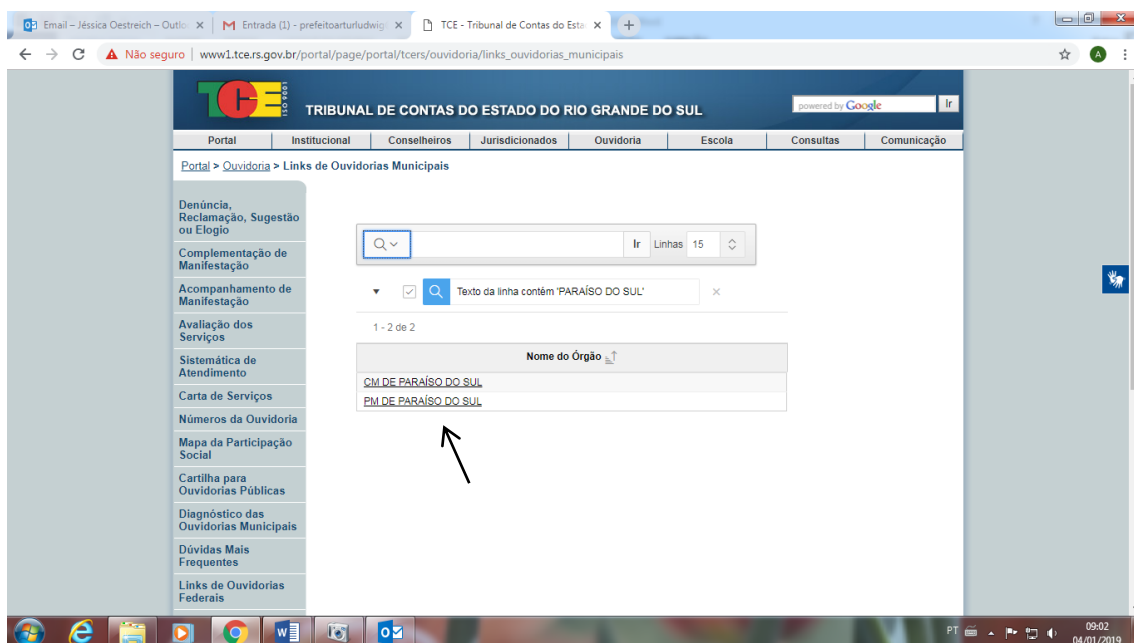 Email – Jéssica Oestreich – Outlo
Entrada (1) - prefeitoarturludwig
TCE - Tribunal de Contas do Esta
Não seguro | www1.tce.rs.gov.br/portal/page/portal/tcers/ouvidoria/links_ouvidorias_municipais
A
TCE
ISO 9001
TRIBUNAL DE CONTAS DO ESTADO DO RIO GRANDE DO SUL
powered by Google
Ir
Portal Institucional Conselheiros Jurisdicionados Ouvidoria Escola Consultas Comunicação
Portal > Ouvidoria > Links de Ouvidorias Municipais
Denúncia,
Reclamação, Sugestão
ou Elogio
Complementação de
Manifestação
Acompanhamento de
Manifestação
Avaliação dos
Serviços
Sistemática de
Atendimento
Carta de Serviços
Números da Ouvidoria
Mapa da Participação
Social
Cartilha para
Ouvidorias Públicas
Diagnóstico das
Ouvidorias Municipais
Dúvidas Mais
Frequentes
Links de Ouvidorias
Federais
Ir Linhas 15
Texto da linha contém 'PARAÍSO DO SUL'
1 - 2 de 2
Nome do Órgão
CM DE PARAÍSO DO SUL
PM DE PARAÍSO DO SUL
PT
09:02
04/01/2019